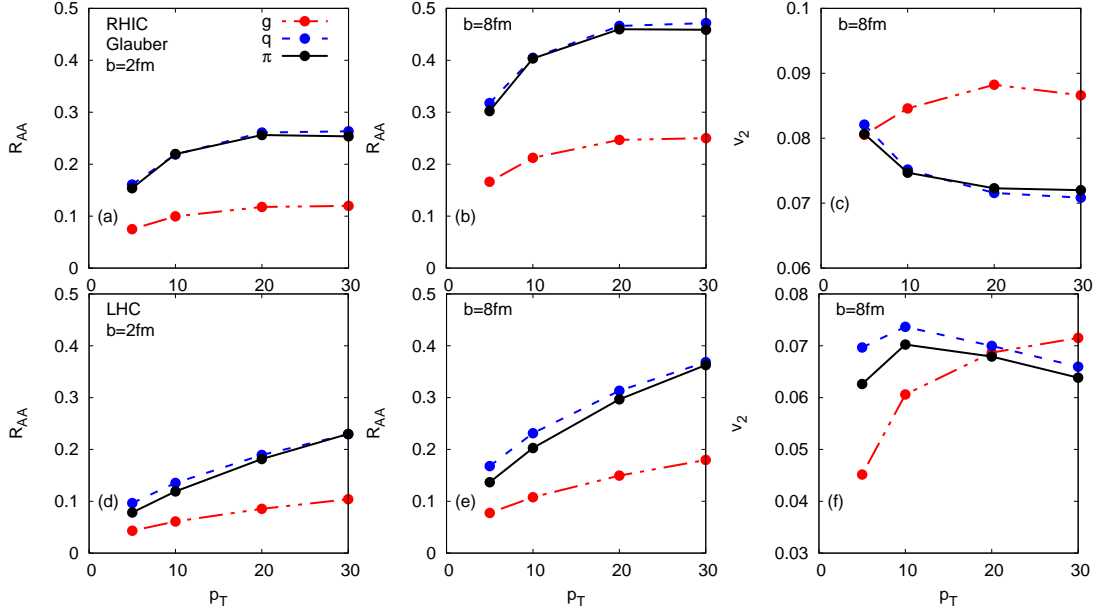 RHIC
Glauber
b=2fm
g
q
π
(a)
R_AA
0.5
0.4
0.3
0.2
0.1
0
0 10 20 30
b=8fm
(b)
R_AA
0.5
0.4
0.3
0.2
0.1
0
0 10 20 30
b=8fm
(c)
v_2
0.1
0.09
0.08
0.07
0.06
0 10 20 30
LHC
b=2fm
(d)
R_AA
0.5
0.4
0.3
0.2
0.1
0
0 10 20 30
p_T
b=8fm
(e)
R_AA
0.5
0.4
0.3
0.2
0.1
0
0 10 20 30
p_T
b=8fm
(f)
v_2
0.08
0.07
0.06
0.05
0.04
0.03
0 10 20 30
p_T